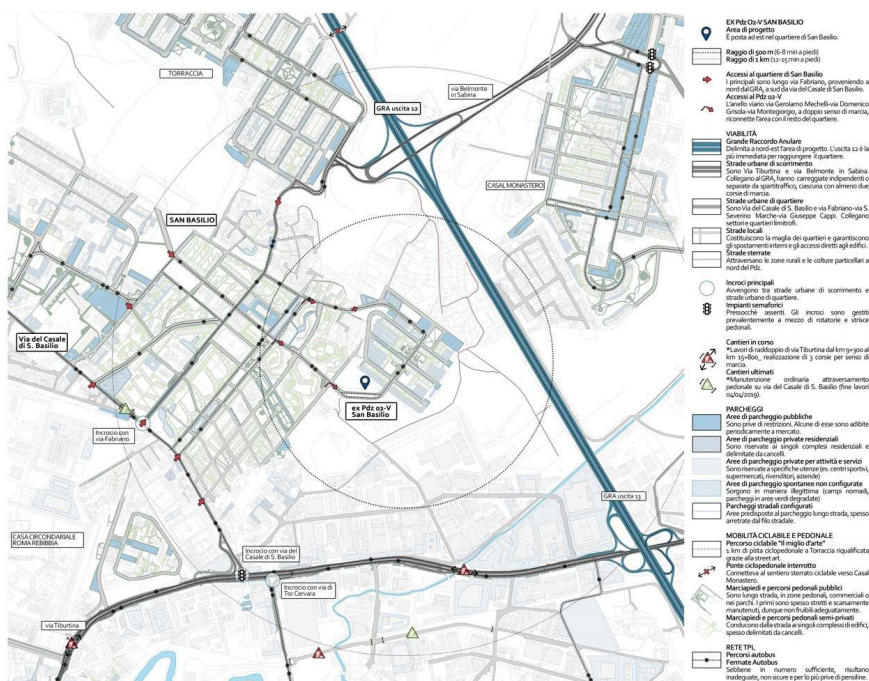 TORRACCIA
GRA uscita 12
via Belmonte
in Sabina
CASAL MONASTERO
SAN BASILIO
Via del Casale
di S. Basilio
ex Pdz 02-V
San Basilio
Incrocio con
via Fabriano
GRA uscita 13
CASA CIRCONDARIALE
ROMA REBIBBIA
Incrocio con via del
Casale di S. Basilio
Incrocio con via di
Tor Cervara
via Tiburtina
EX Pdz O2-V SAN BASILIO
Area di progetto
È posta ad est nel quartiere di San Basilio.
Raggio di 500 m (6-8 min a piedi)
Raggio di 1 km (12-15 min a piedi)
Accessi al quartiere di San Basilio
I principali sono lungo via Fabriano, proveniendo a
nord dal GRA, a sud da via del Casale di San Basilio.
Accessi al Pdz 02-V
L'anello viario via Gerolamo Mechelli-via Domenico
Grisola-via Montegiorgio, a doppio senso di marcia,
riconnette l'area con il resto del quartiere.
VIABILITÀ
Grande Raccordo Anulare
Delimita a nord-est l'area di progetto. L'uscita 12 è la
più immediata per raggiungere il quartiere.
Strade urbane di scorrimento
Sono Via Tiburtina e via Belmonte in Sabina.
Collegano al GRA, hanno carreggiate indipendenti o
separate da spartitraffico, ciascuna con almeno due
corsie di marcia.
Strade urbane di quartiere
Sono Via del Casale di S. Basilio e via Fabriano-via S.
Severino Marche-via Giuseppe Cappi. Collegano
settori e quartieri limitrofi.
Strade locali
Costituiscono la maglia dei quartieri e garantiscono
gli spostamenti interni e gli accessi diretti agli edifici.
Strade sterrate
Attraversano le zone rurali e le colture particellari a
nord del Pdz.
Incroci principali
Avvengono tra strade urbane di scorrimento e
strade urbane di quartiere.
Impianti semaforici
Pressoché assenti. Gli incroci sono gestiti
prevalentemente a mezzo di rotatorie e strisce
pedonali.
Cantieri in corso
*Lavori di raddoppio di via Tiburtina dal km 9+300 al
km 15+800_ realizzazione di 3 corsie per senso di
marcia.
Cantieri ultimati
*Manutenzione ordinaria attraversamento
pedonale su via del Casale di S. Basilio (fine lavori
04/04/2019).
PARCHEGGI
Aree di parcheggio pubbliche
Sono prive di restrizioni. Alcune di esse sono adibite
periodicamente a mercato.
Aree di parcheggio private residenziali
Sono riservate ai singoli complessi residenziali e
delimitate da cancelli.
Aree di parcheggio private per attività e servizi
Sono riservate a specifiche utenze (es. centri sportivi,
supermercati, rivenditori, aziende)
Aree di parcheggio spontanee non configurate
Sorgono in maniera illegittima (campi nomadi,
parcheggi in aree verdi degradate)
Parcheggi stradali configurati
Aree predisposte al parcheggio lungo strada, spesso
arretrate dal filo stradale.
MOBILITÀ CICLABILE E PEDONALE
Percorso ciclabile "Il miglio d'arte"
1 km di pista ciclopedonale a Torraccia riqualificata
grazie alla street art.
Ponte ciclopedonale interrotto
Connetteva al sentiero sterrato ciclabile verso Casal
Monastero.
Marciapiedi e percorsi pedonali pubblici
Sono lungo strada, in zone pedonali, commerciali o
nei parchi. I primi sono spesso stretti e scarsamente
manutenuti, dunque non fruibili adeguatamente.
Marciapiedi e percorsi pedonali semi-privati
Conducono dalla strada ai singoli complessi di edifici,
spesso delimitati da cancelli.
RETE TPL
Percorsi autobus
Fermate Autobus
Sebbene in numero sufficiente, risultano
inadeguate, non sicure e per lo più prive di pensiline.